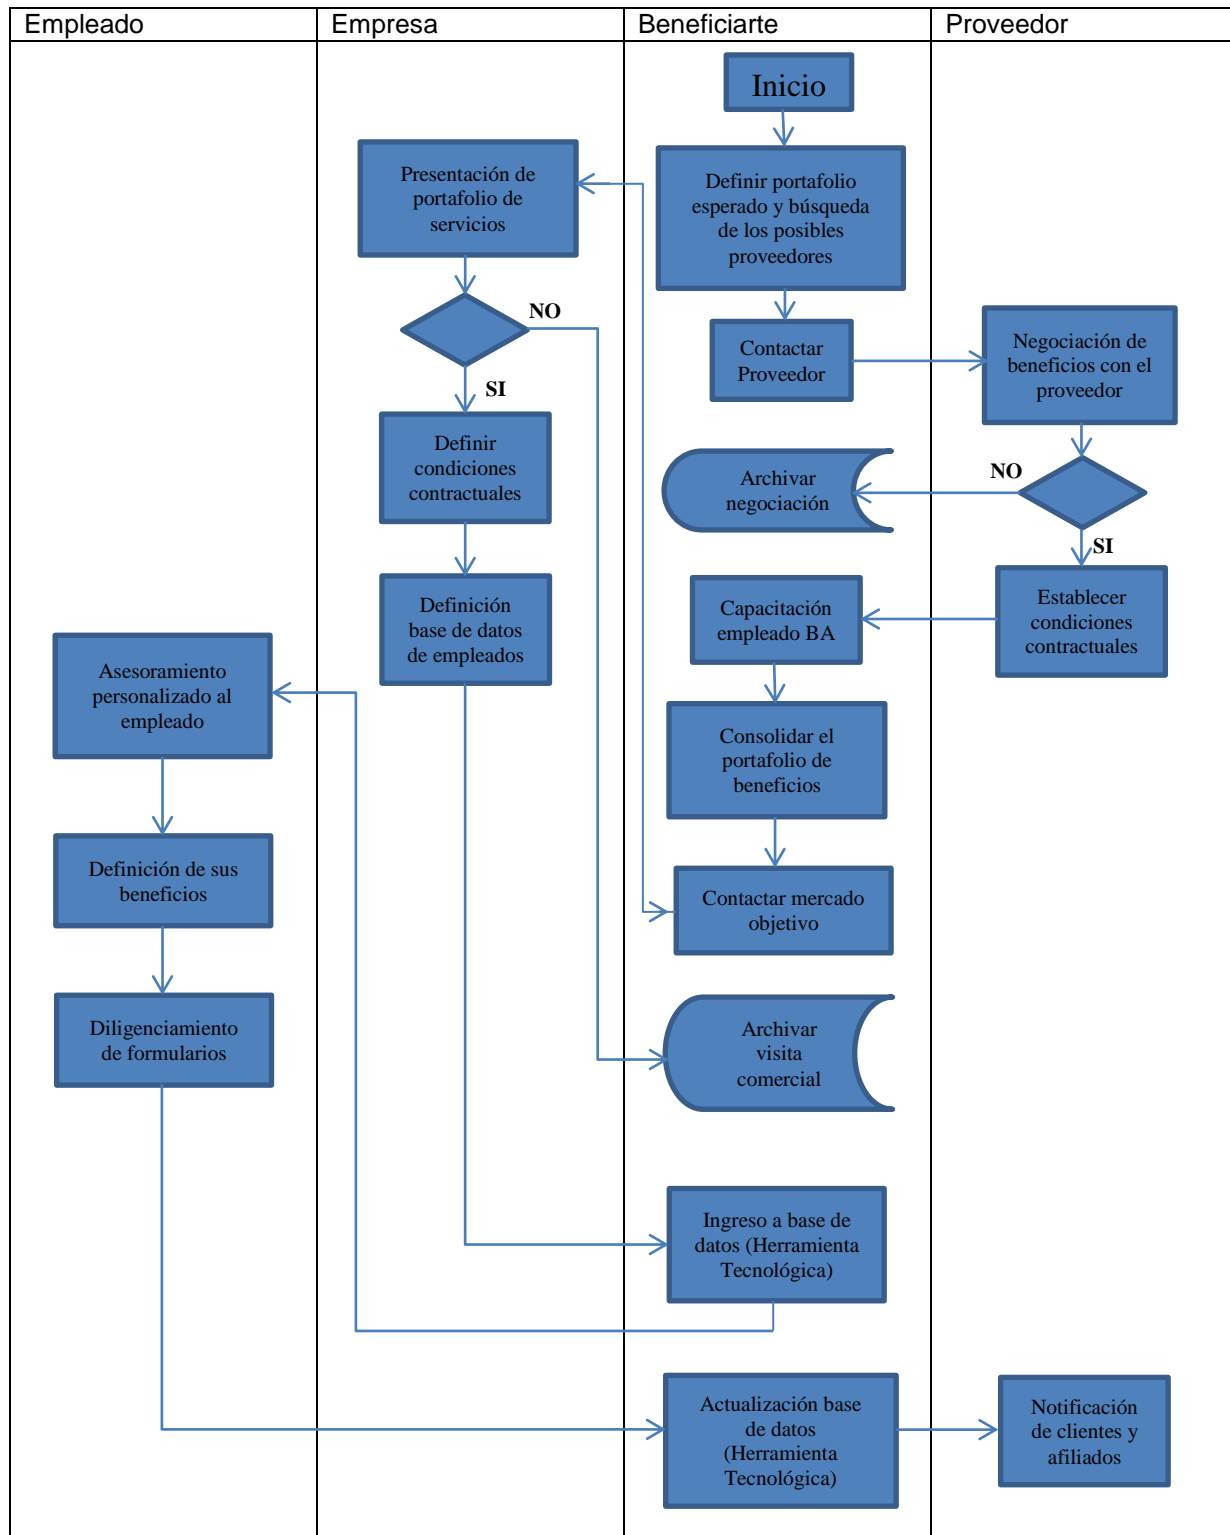 Empleado
Empresa
Beneficiarte
Proveedor
Inicio
Definir portafolio
esperado y búsqueda
de los posibles
proveedores
Contactar
Proveedor
Negociación de
beneficios con el
proveedor
NO
SI
Archivar
negociación
Establecer
condiciones
contractuales
Capacitación
empleado BA
Consolidar el
portafolio de
beneficios
Contactar mercado
objetivo
Presentación de
portafolio de
servicios
NO
SI
Archivar
visita
comercial
Definir
condiciones
contractuales
Definición
base de datos
de empleados
Ingreso a base de
datos (Herramienta
Tecnológica)
Asesoramiento
personalizado al
empleado
Definición de sus
beneficios
Diligenciamiento
de formularios
Actualización base
de datos
(Herramienta
Tecnológica)
Notificación
de clientes y
afiliados